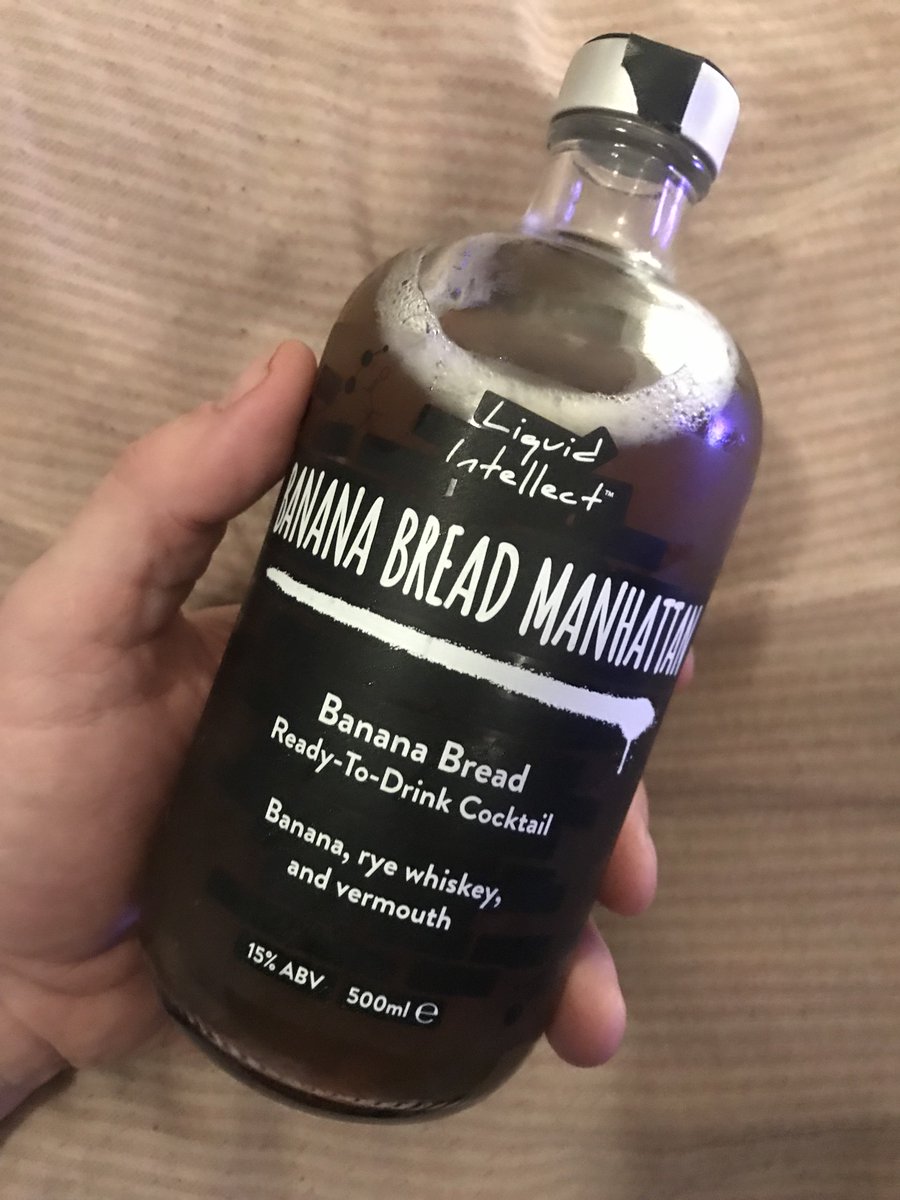 Liquid
Intellect™
BANANA BREAD MANHATTAN
Banana Bread
Ready-To-Drink Cocktail
Banana, rye whiskey,
and vermouth
15% ABV 500ml ℮